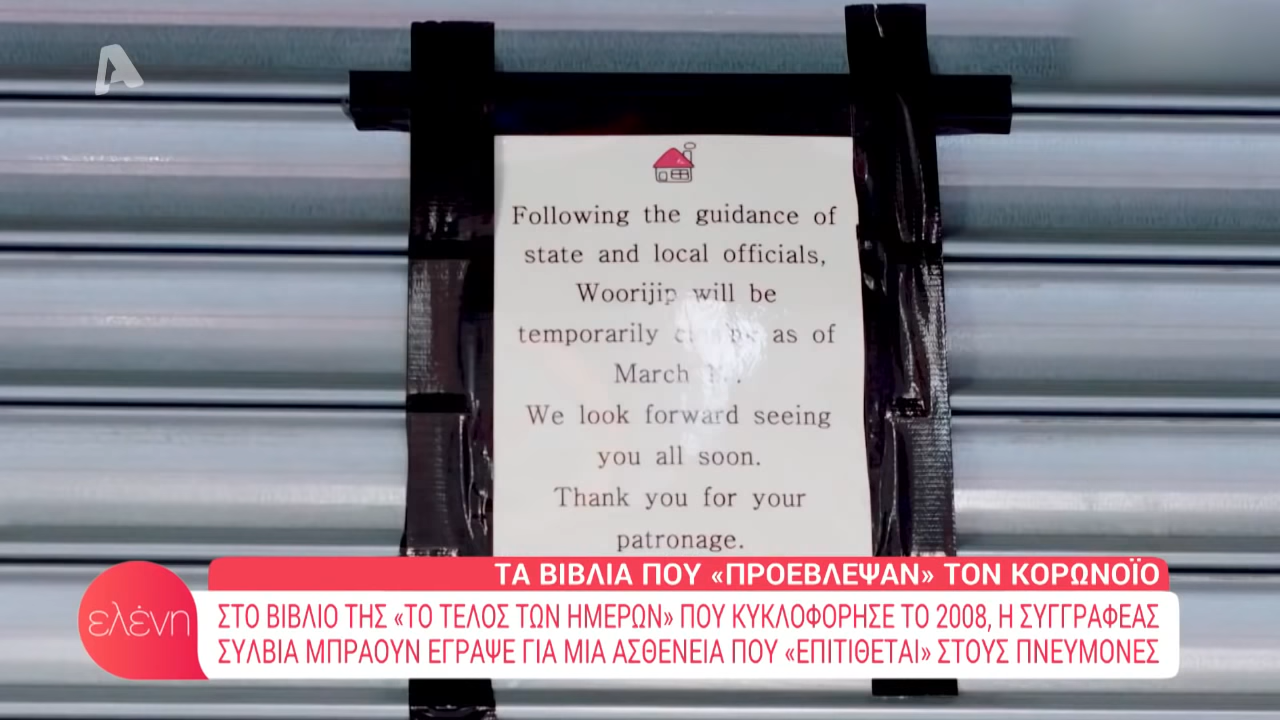 Following the guidance of
state and local officials,
Woorijip will be
temporarily as of
March
We look forward seeing
you all soon.
Thank you for your
patronage.
ΤΑ ΒΙΒΛΙΑ ΠΟΥ «ΠΡΟΕΒΛΕΨΑΝ» ΤΟΝ ΚΟΡΩΝΟΪΟ
ελένη
ΣΤΟ ΒΙΒΛΙΟ ΤΗΣ «ΤΟ ΤΕΛΟΣ ΤΩΝ ΗΜΕΡΩΝ» ΠΟΥ ΚΥΚΛΟΦΟΡΗΣΕ ΤΟ 2008, Η ΣΥΓΓΡΑΦΕΑΣ
ΣΥΛΒΙΑ ΜΠΡΑΟΥΝ ΕΓΡΑΨΕ ΓΙΑ ΜΙΑ ΑΣΘΕΝΕΙΑ ΠΟΥ «ΕΠΙΤΙΘΕΤΑΙ» ΣΤΟΥΣ ΠΝΕΥΜΟΝΕΣ